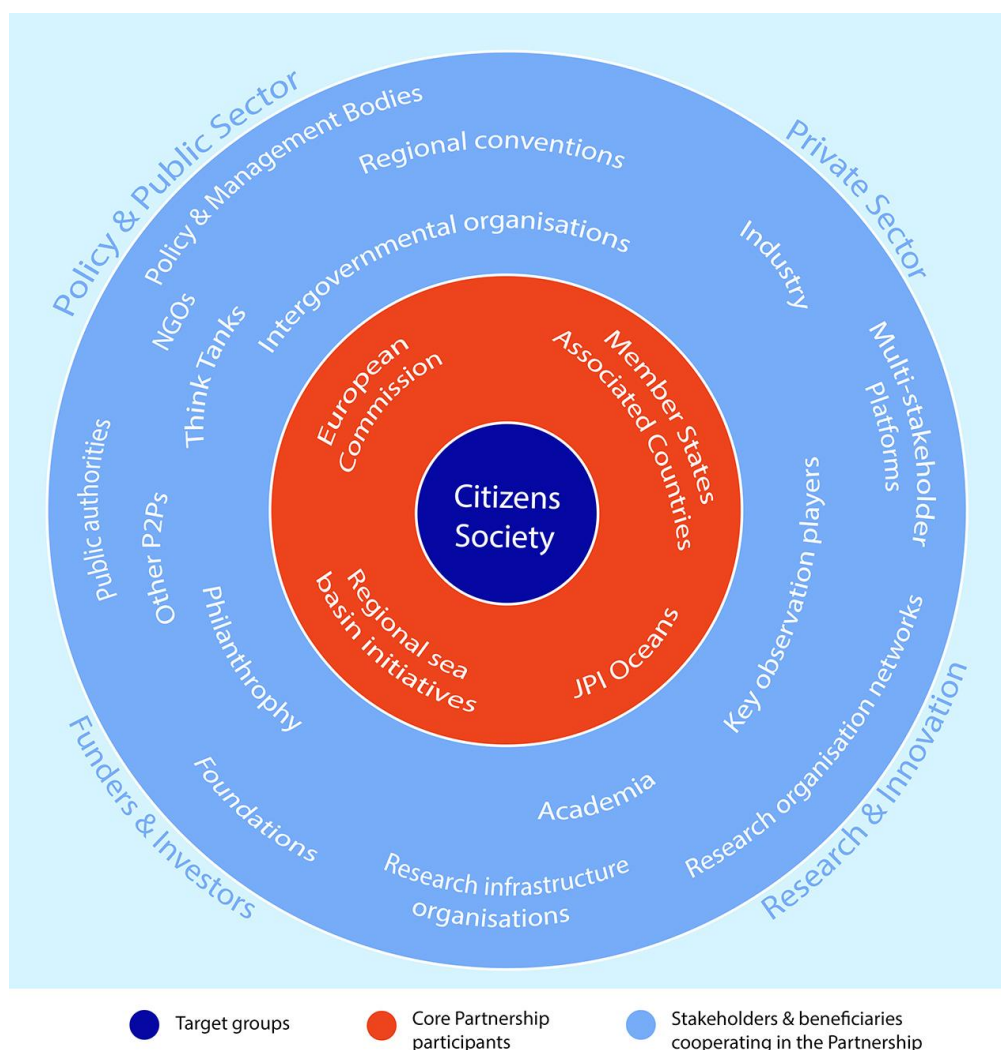 Policy & Public Sector
Private Sector
Policy & Management Bodies
Regional conventions
Intergovernmental organisations
Industry
NGOs
Think Tanks
Multi-stakeholder
Platforms
European
Commission
Member States
Associated Countries
Public authorities
Other P2Ps
Citizens
Society
Key observation players
Philanthrophy
Regional sea
basin initiatives
JPI Oceans
Research organisation networks
Foundations
Academia
Research infrastructure
organisations
Funders & Investors
Research & Innovation
Target groups
Core Partnership
participants
Stakeholders & beneficiaries
cooperating in the Partnership